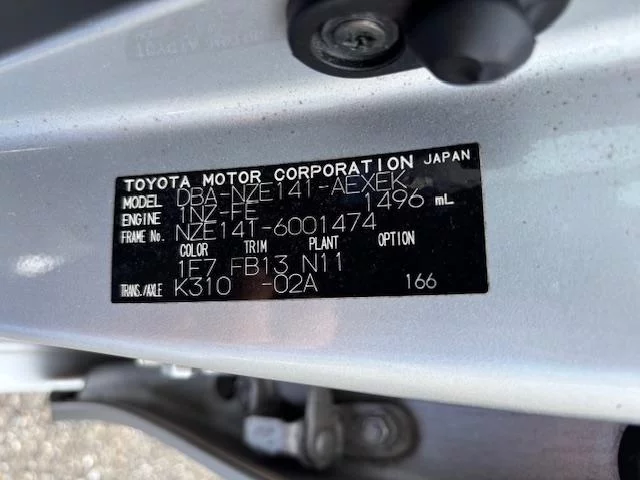 TOYOTA MOTOR CORPORATION JAPAN
MODEL DBA-NZE141-AEXEK
ENGINE 1NZ-FE 1496 mL
FRAME No. NZE141-6001474
COLOR TRIM PLANT OPTION
1F7 FB13 N11
TRANS./AXLE K310 -02A 166